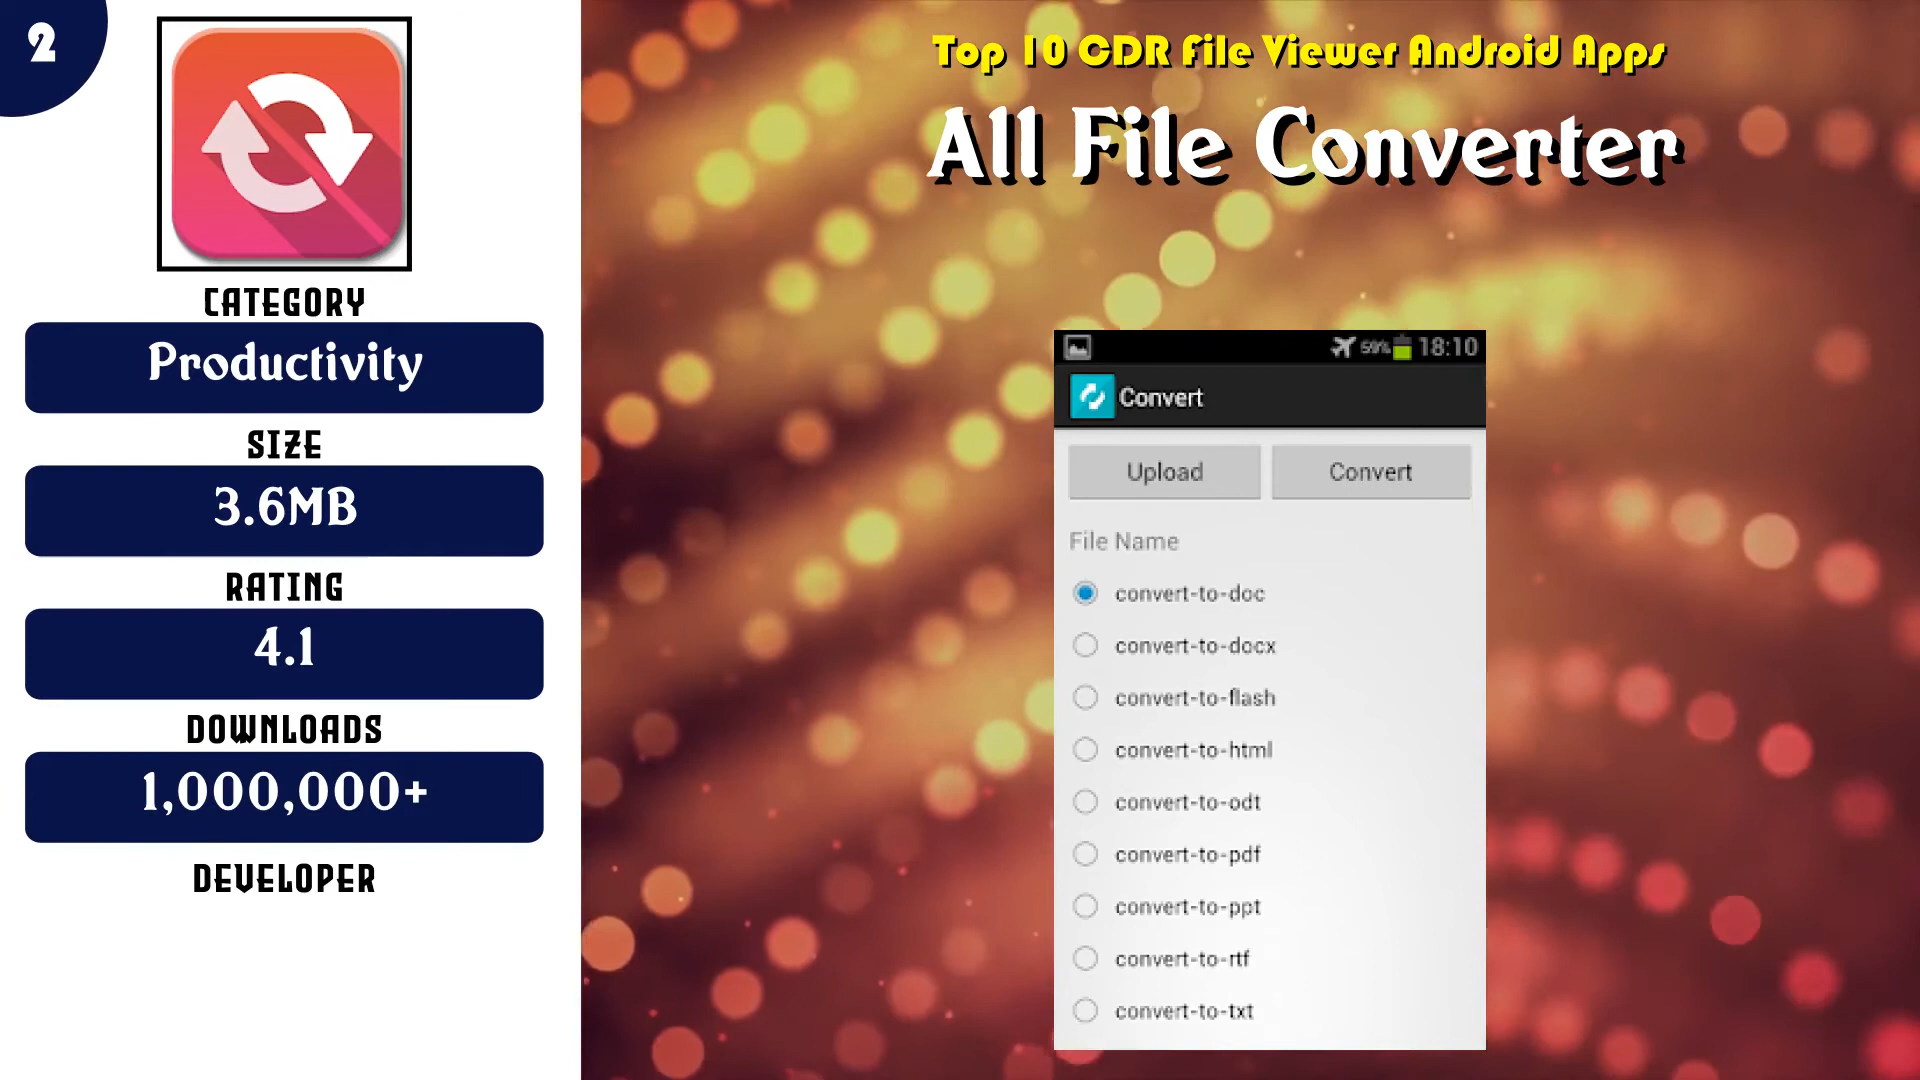 2
CATEGORY
Productivity
SIZE
3.6MB
RATING
4.1
DOWNLOADS
1,000,000+
DEVELOPER
Top 10 CDR File Viewer Android Apps
All File Converter
59% 18:10
Convert
Upload Convert
File Name
convert-to-doc
convert-to-docx
convert-to-flash
convert-to-html
convert-to-odt
convert-to-pdf
convert-to-ppt
convert-to-rtf
convert-to-txt